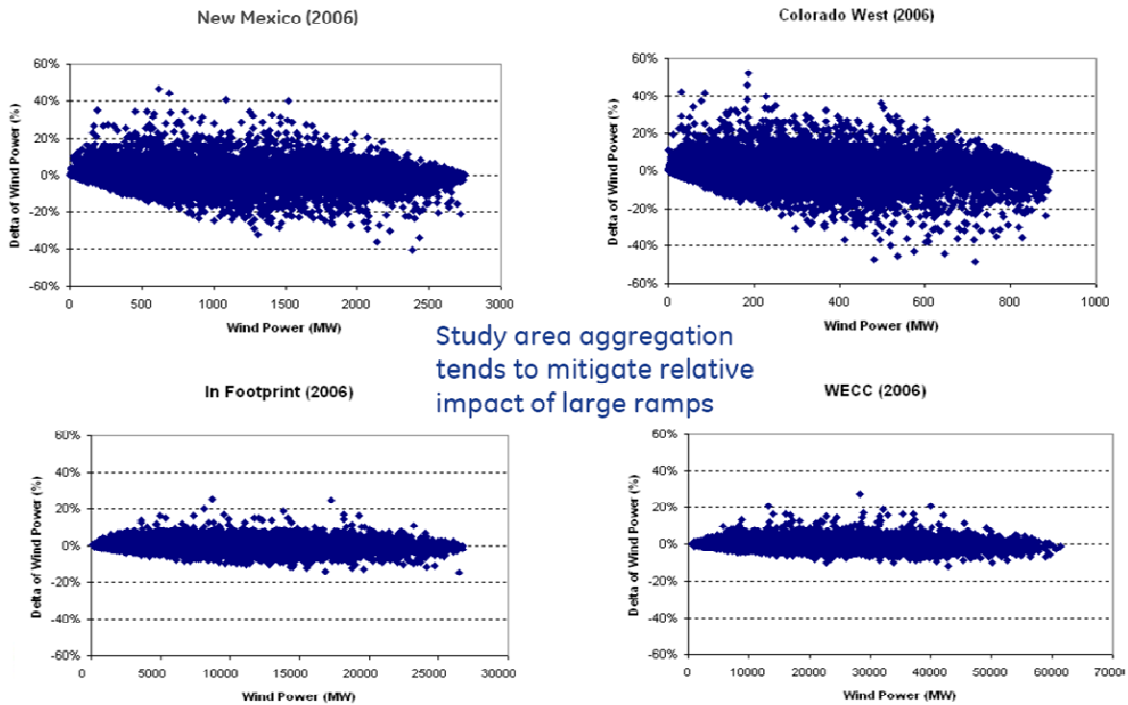 New Mexico (2006)
60%
40%
20%
0%
-20%
-40%
-60%
Delta of Wind Power (%)
0 500 1000 1500 2000 2500 3000
Wind Power (MW)
Colorado West (2006)
60%
40%
20%
0%
-20%
-40%
-60%
Delta of Wind Power (%)
0 200 400 600 800 1000
Wind Power (MW)
Study area aggregation
tends to mitigate relative
impact of large ramps
In Footprint (2006)
60%
40%
20%
0%
-20%
-40%
-60%
Delta of Wind Power (%)
0 5000 10000 15000 20000 25000 30000
Wind Power (MW)
WECC (2006)
60%
40%
20%
0%
-20%
-40%
-60%
Delta of Wind Power (%)
0 10000 20000 30000 40000 50000 60000 70000
Wind Power (MW)